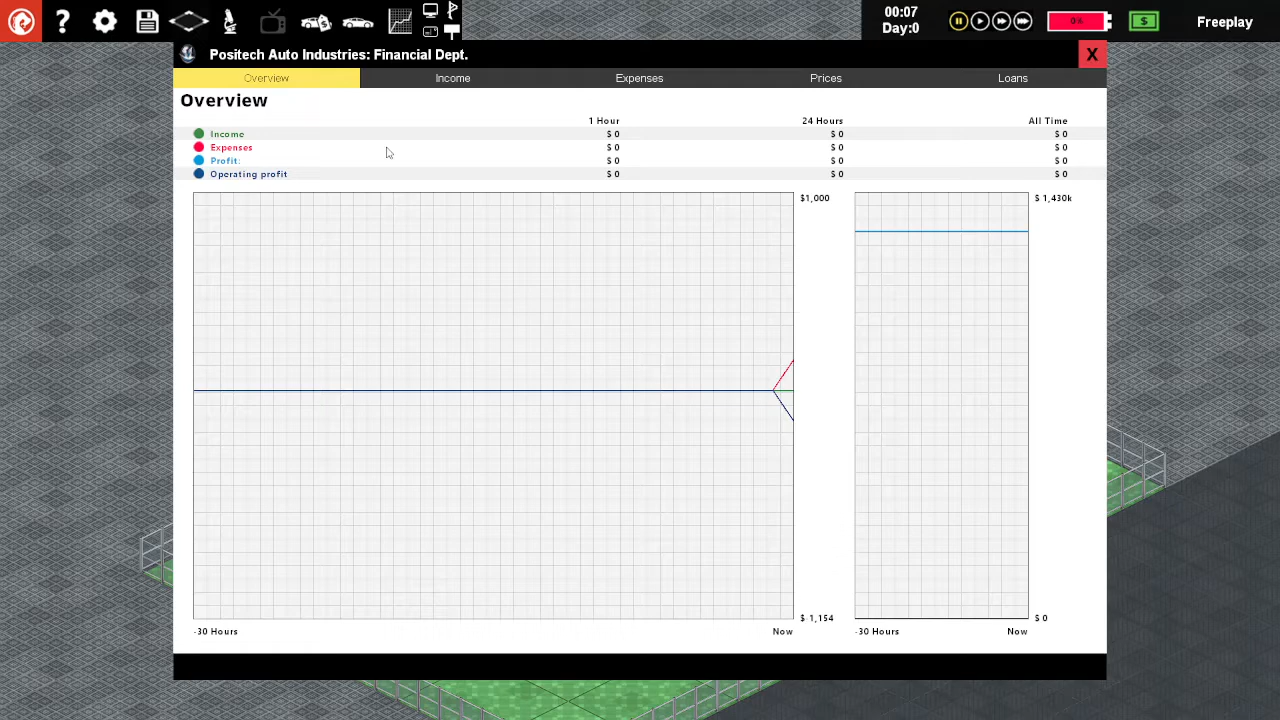 ?
00:07
Day:0
0%
$
Freeplay
Positech Auto Industries: Financial Dept.
X
Overview
Income
Expenses
Prices
Loans
Overview
1 Hour
24 Hours
All Time
Income
$ 0
$ 0
$ 0
Expenses
$ 0
$ 0
$ 0
Profit:
$ 0
$ 0
$ 0
Operating profit
$ 0
$ 0
$ 0
$1,000
$ 1,430k
$-1,154
$ 0
-30 Hours
Now
-30 Hours
Now